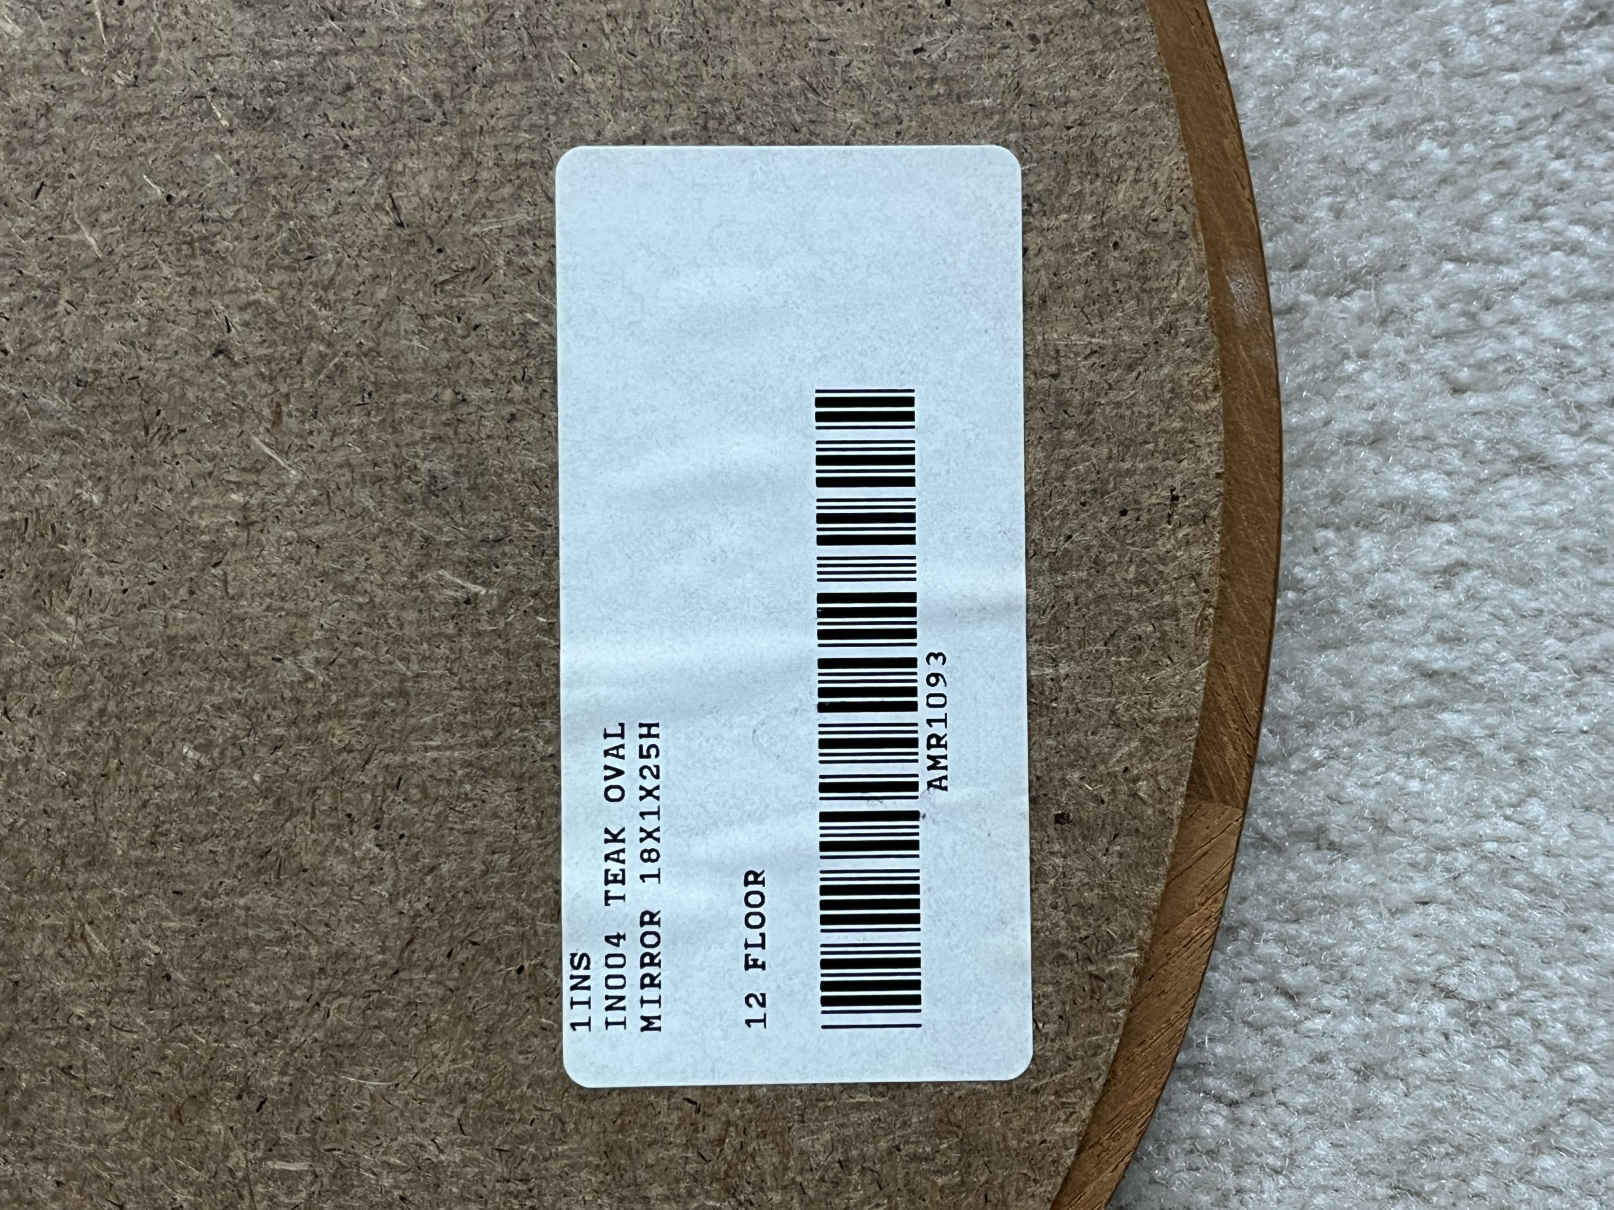 1INS
IN004 TEAK OVAL
MIRROR 18X1X25H
12 FLOOR
AMR1093